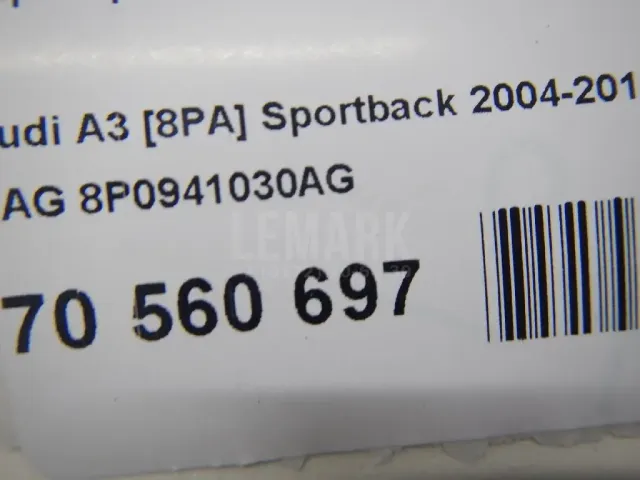 udi A3 [8PA] Sportback 2004-201
AG 8P0941030AG
LEMARK
70 560 697